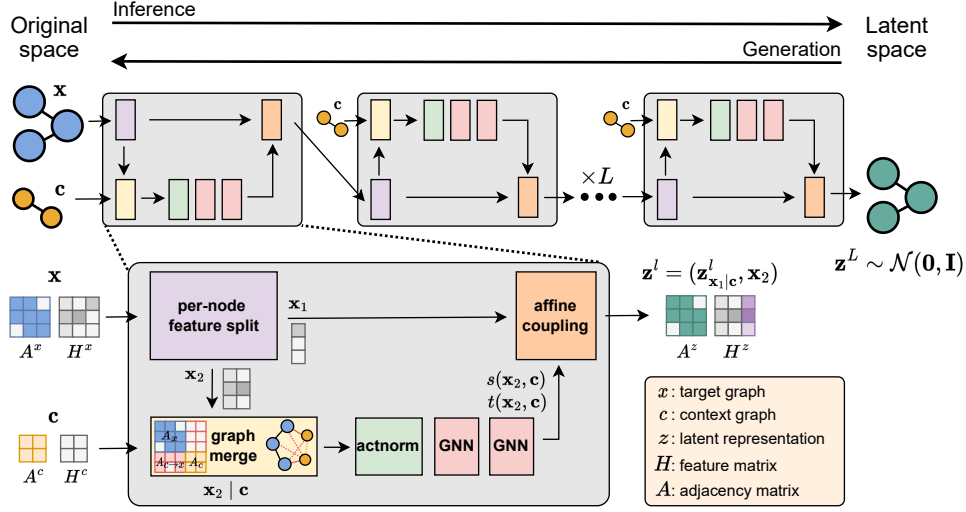 Inference
Generation
Original
space
Latent
space
x
c
c
c
×L
z^L ∼ N(0, I)
x
A^x
H^x
c
A^c
H^c
per-node
feature split
x₁
x₂
affine
coupling
s(x₂, c)
t(x₂, c)
A_x
A_{c→x}
A_c
graph
merge
x₂ | c
actnorm
GNN
GNN
z^l = (z^l_{x₁|c}, x₂)
A^z
H^z
x : target graph
c : context graph
z : latent representation
H : feature matrix
A : adjacency matrix